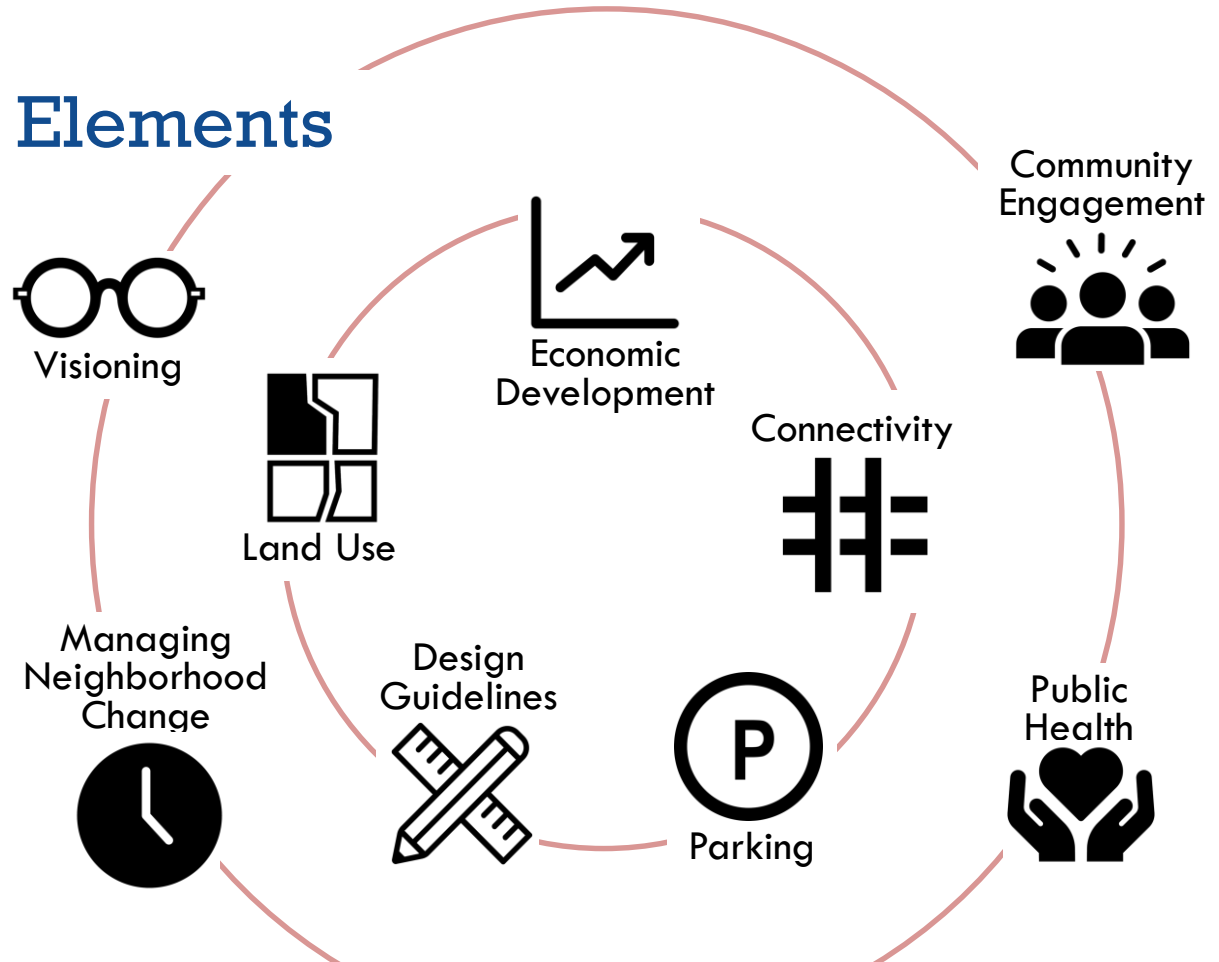 Elements
Community
Engagement
Visioning
Economic
Development
Connectivity
Land Use
Managing
Neighborhood
Change
Design
Guidelines
P
Parking
Public
Health